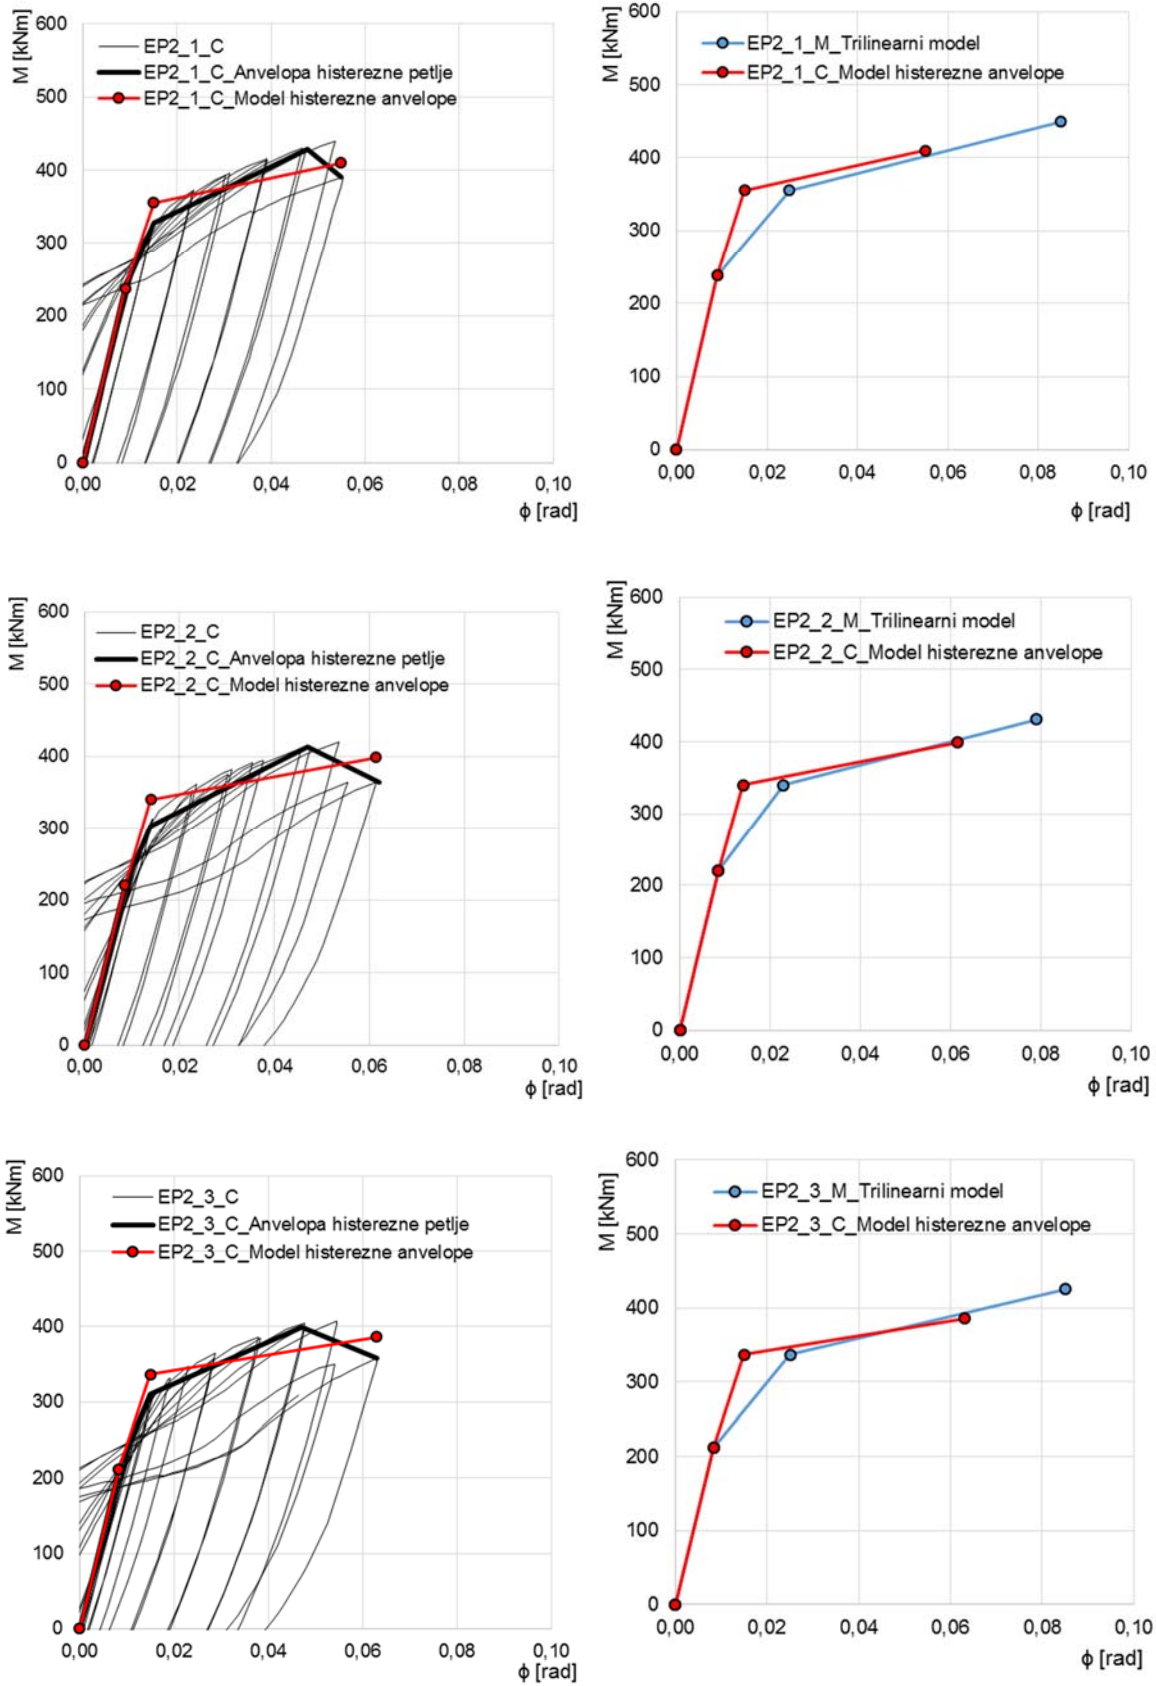 M [kNm]
600
500
400
300
200
100
0
EP2_1_C
EP2_1_C_Anvelopa histerezne petlje
EP2_1_C_Model histerezne anvelope
0,00 0,02 0,04 0,06 0,08 0,10
ϕ [rad]
M [kNm]
600
500
400
300
200
100
0
EP2_1_M_Trilinearni model
EP2_1_C_Model histerezne anvelope
0,00 0,02 0,04 0,06 0,08 0,10
ϕ [rad]
M [kNm]
600
500
400
300
200
100
0
EP2_2_C
EP2_2_C_Anvelopa histerezne petlje
EP2_2_C_Model histerezne anvelope
0,00 0,02 0,04 0,06 0,08 0,10
ϕ [rad]
M [kNm]
600
500
400
300
200
100
0
EP2_2_M_Trilinearni model
EP2_2_C_Model histerezne anvelope
0,00 0,02 0,04 0,06 0,08 0,10
ϕ [rad]
M [kNm]
600
500
400
300
200
100
0
EP2_3_C
EP2_3_C_Anvelopa histerezne petlje
EP2_3_C_Model histerezne anvelope
0,00 0,02 0,04 0,06 0,08 0,10
ϕ [rad]
M [kNm]
600
500
400
300
200
100
0
EP2_3_M_Trilinearni model
EP2_3_C_Model histerezne anvelope
0,00 0,02 0,04 0,06 0,08 0,10
ϕ [rad]